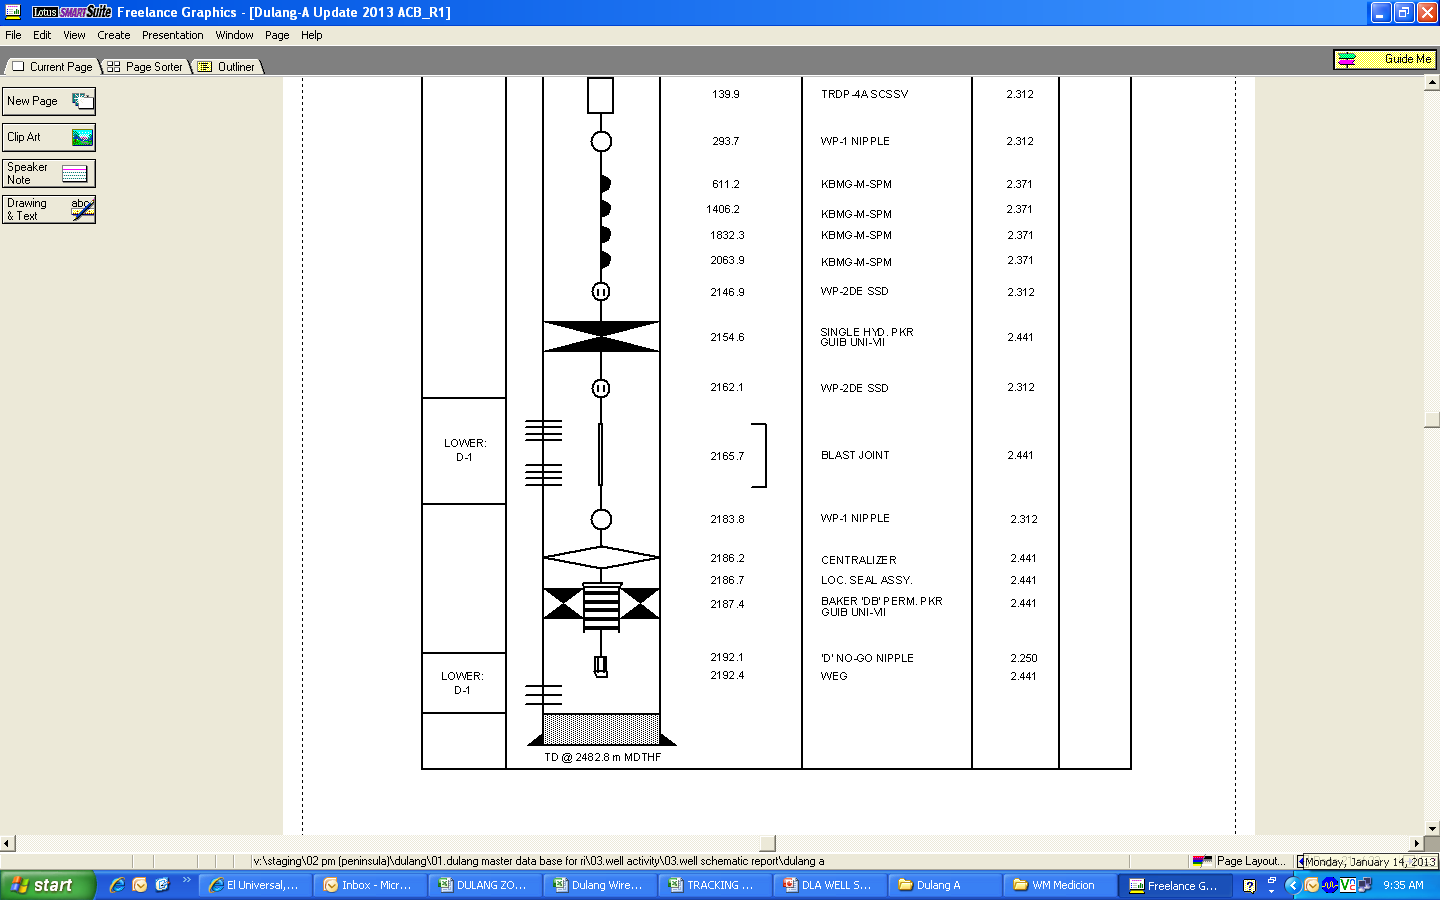 Lotus SMARTSuite Freelance Graphics - [Dulang-A Update 2013 ACB_R1]
File Edit View Create Presentation Window Page Help
Current Page Page Sorter Outliner Guide Me
New Page
Clip Art
Speaker
Note
Drawing
& Text
abc
139.9 TRDP-4A SCSSV 2.312
293.7 WP-1 NIPPLE 2.312
611.2 KBMG-M-SPM 2.371
1406.2 KBMG-M-SPM 2.371
1832.3 KBMG-M-SPM 2.371
2063.9 KBMG-M-SPM 2.371
2146.9 WP-2DE SSD 2.312
2154.6 SINGLE HYD. PKR 2.441
GUIB UNI-VII
2162.1 WP-2DE SSD 2.312
LOWER:
D-1
2165.7 BLAST JOINT 2.441
2183.8 WP-1 NIPPLE 2.312
2186.2 CENTRALIZER 2.441
2186.7 LOC. SEAL ASSY. 2.441
2187.4 BAKER 'DB' PERM. PKR 2.441
GUIB UNI-VII
2192.1 'D' NO-GO NIPPLE 2.250
LOWER:
D-1
2192.4 WEG 2.441
TD @ 2482.8 m MDTHF
v:\staging\02 pm (peninsula)\dulang\01.dulang master data base for ri\03.well activity\03.well schematic report\dulang a
Page Layout... Monday, January 14, 2013
start El Universal,... Inbox - Micr... DULANG ZO... Dulang Wire... TRACKING ... DLA WELL S... Dulang A WM Medicion Freelance G... 9:35 AM